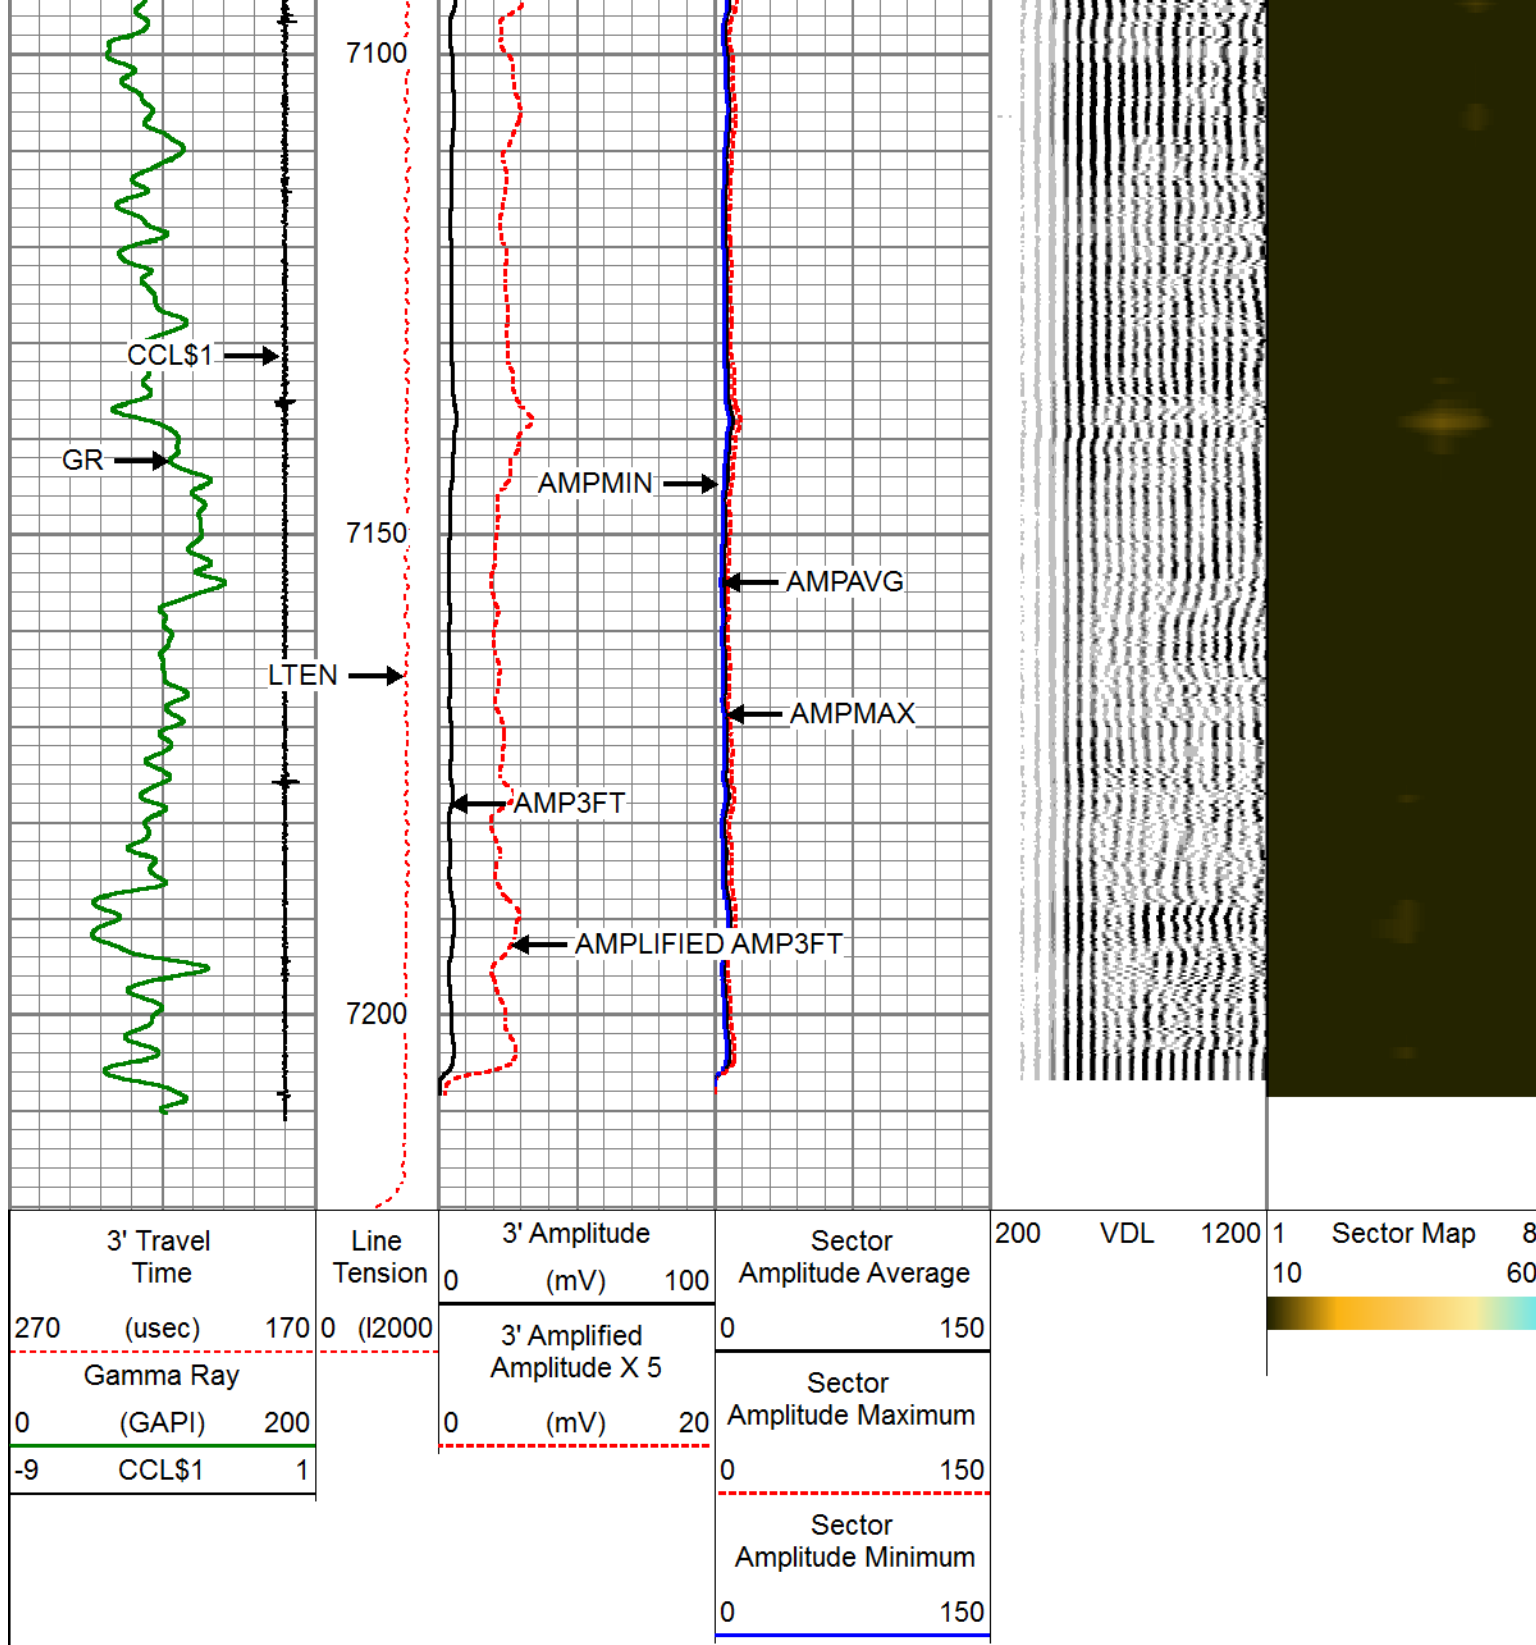 7100
CCL$1
GR
AMPMIN
7150
AMPAVG
LTEN
AMPMAX
AMP3FT
AMPLIFIED AMP3FT
7200
3' Travel
Time
270 (usec) 170
Gamma Ray
0 (GAPI) 200
-9 CCL$1 1
Line
Tension
0 (l2000
3' Amplitude
0 (mV) 100
3' Amplified
Amplitude X 5
0 (mV) 20
Sector
Amplitude Average
0 150
Sector
Amplitude Maximum
0 150
Sector
Amplitude Minimum
0 150
200 VDL 1200
1 Sector Map 8
10 60